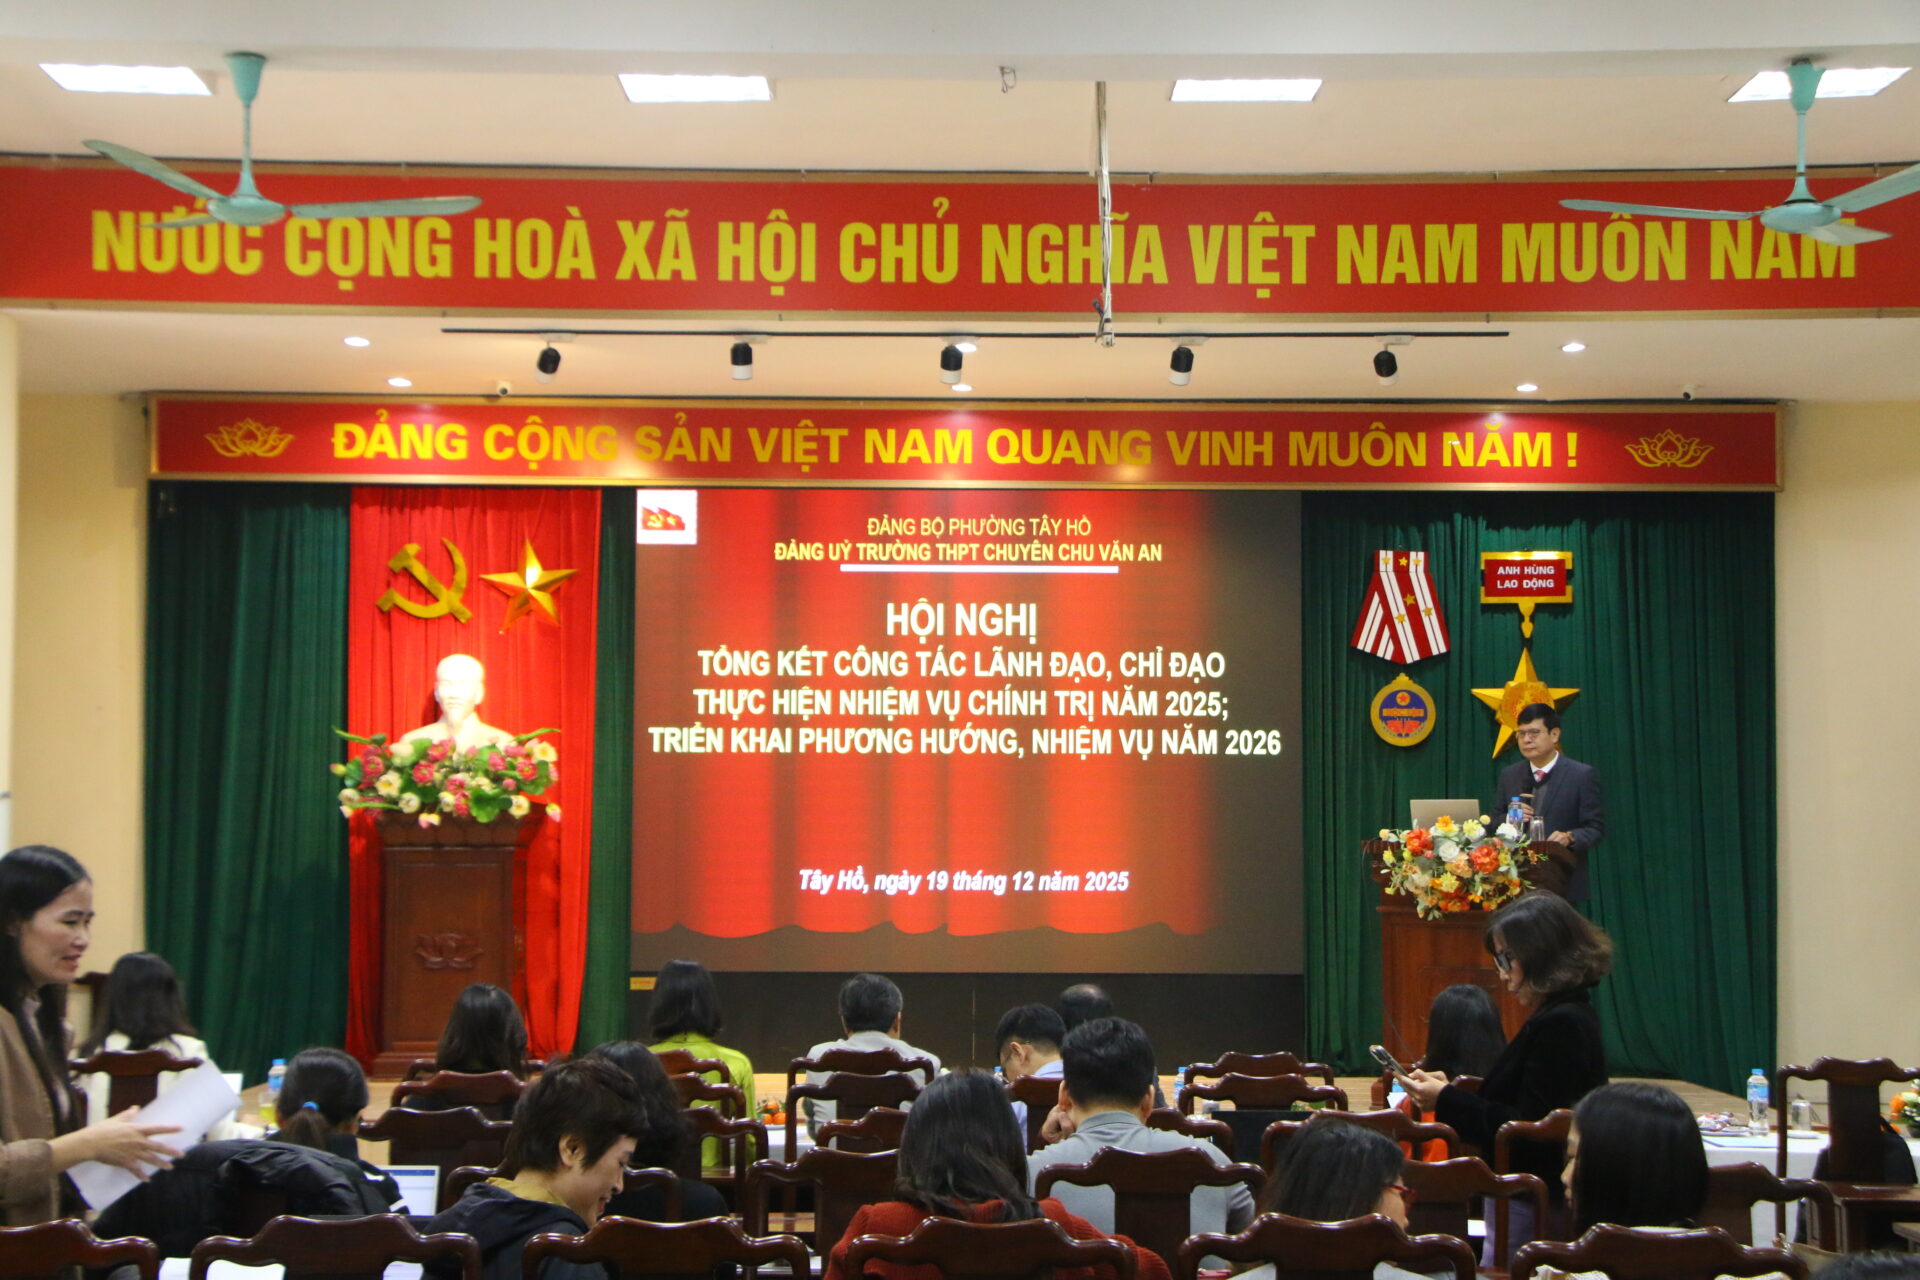 NƯỚC CỘNG HOÀ XÃ HỘI CHỦ NGHĨA VIỆT NAM MUÔN NĂM
ĐẢNG CỘNG SẢN VIỆT NAM QUANG VINH MUÔN NĂM !
ĐẢNG BỘ PHƯỜNG TÂY HỒ
ĐẢNG UỶ TRƯỜNG THPT CHUYÊN CHU VĂN AN
HỘI NGHỊ
TỔNG KẾT CÔNG TÁC LÃNH ĐẠO, CHỈ ĐẠO
THỰC HIỆN NHIỆM VỤ CHÍNH TRỊ NĂM 2025;
TRIỂN KHAI PHƯƠNG HƯỚNG, NHIỆM VỤ NĂM 2026
Tây Hồ, ngày 19 tháng 12 năm 2025
ANH HÙNG
LAO ĐỘNG